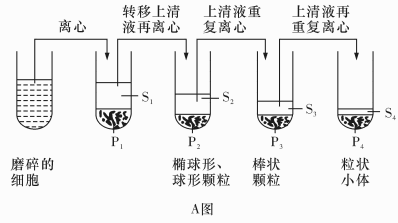 离心
转移上清
液再离心
上清液重
复离心
上清液再
重复离心
S₁
S₂
S₃
S₄
P₁
P₂
P₃
P₄
磨碎的
细胞
椭球形、
球形颗粒
棒状
颗粒
粒状
小体
A图